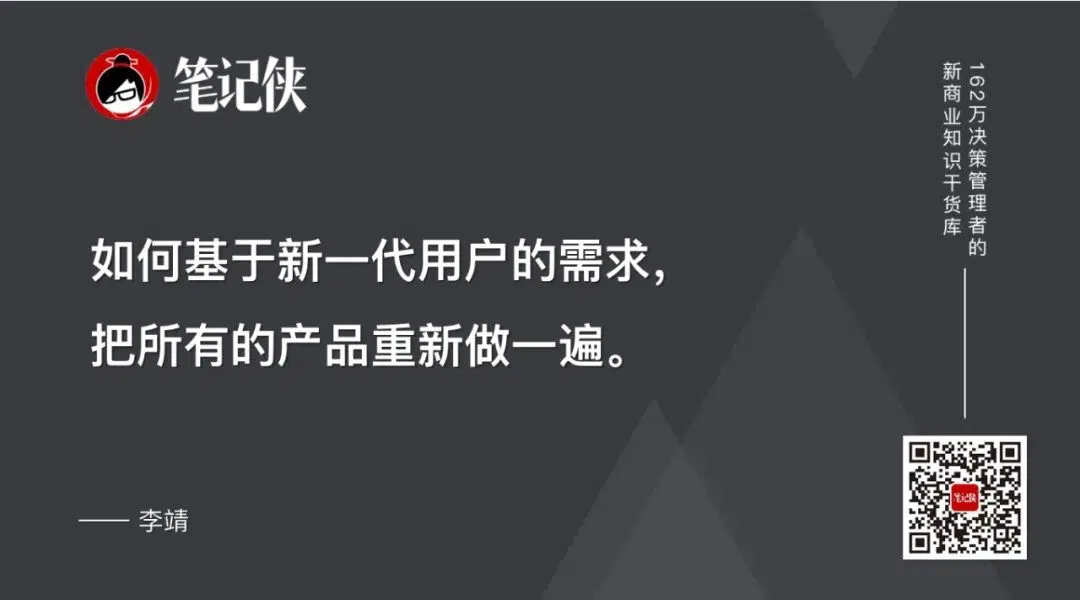 笔记侠
162万决策管理者的
新商业知识干货库
如何基于新一代用户的需求，
把所有的产品重新做一遍。
—— 李靖
笔记侠